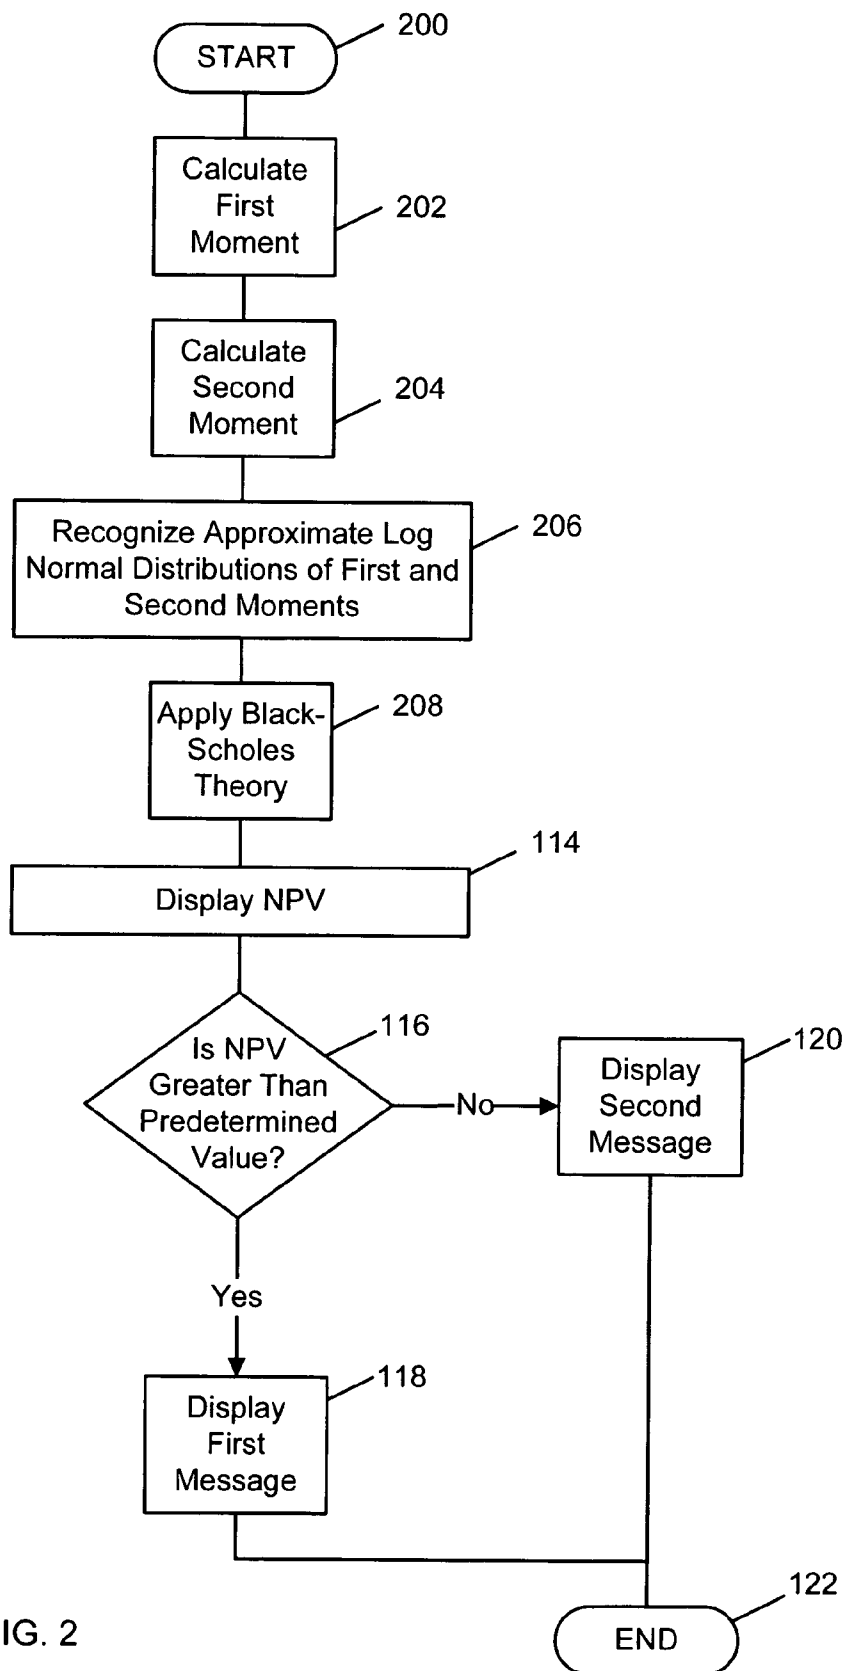 START
200
Calculate
First
Moment
202
Calculate
Second
Moment
204
Recognize Approximate Log
Normal Distributions of First and
Second Moments
206
Apply Black-
Scholes
Theory
208
Display NPV
114
Is NPV
Greater Than
Predetermined
Value?
116
No
Display
Second
Message
120
Yes
Display
First
Message
118
END
122
IG. 2